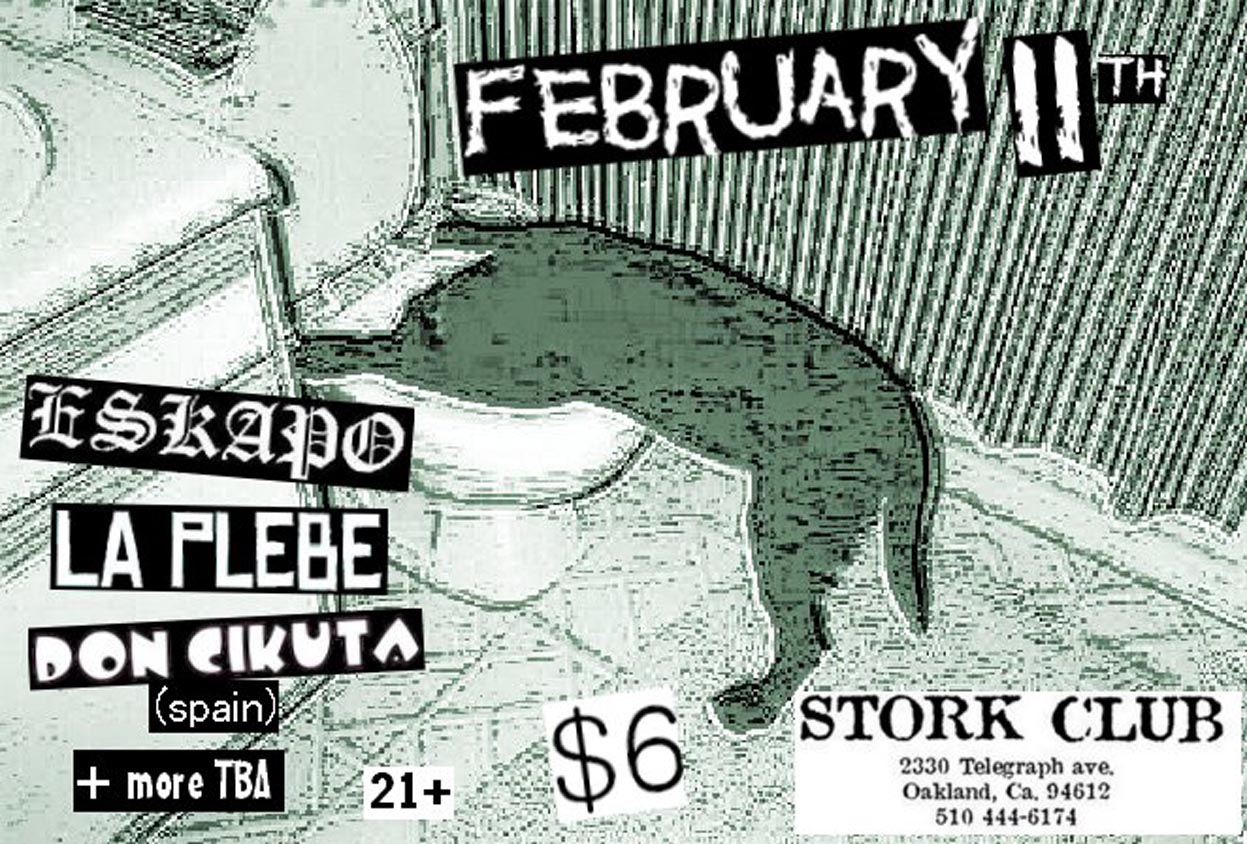 FEBRUARY 11TH
ESKAPO
LA PLEBE
DON CIKUTA
(spain)
+ more TBA
21+
$6
STORK CLUB
2330 Telegraph ave.
Oakland, Ca. 94612
510 444-6174